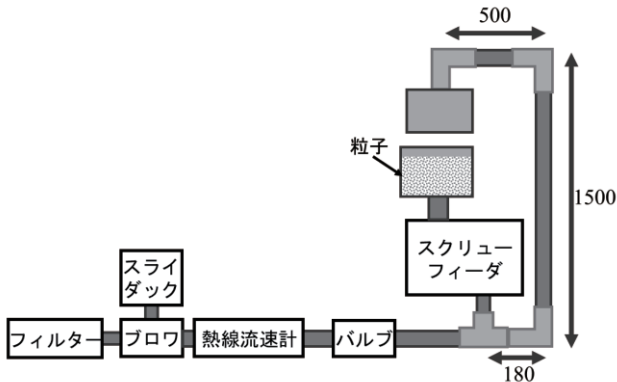 500
粒子
1500
スクリュー
フィーダ
スライ
ダック
フィルター
ブロワ
熱線流速計
バルブ
180